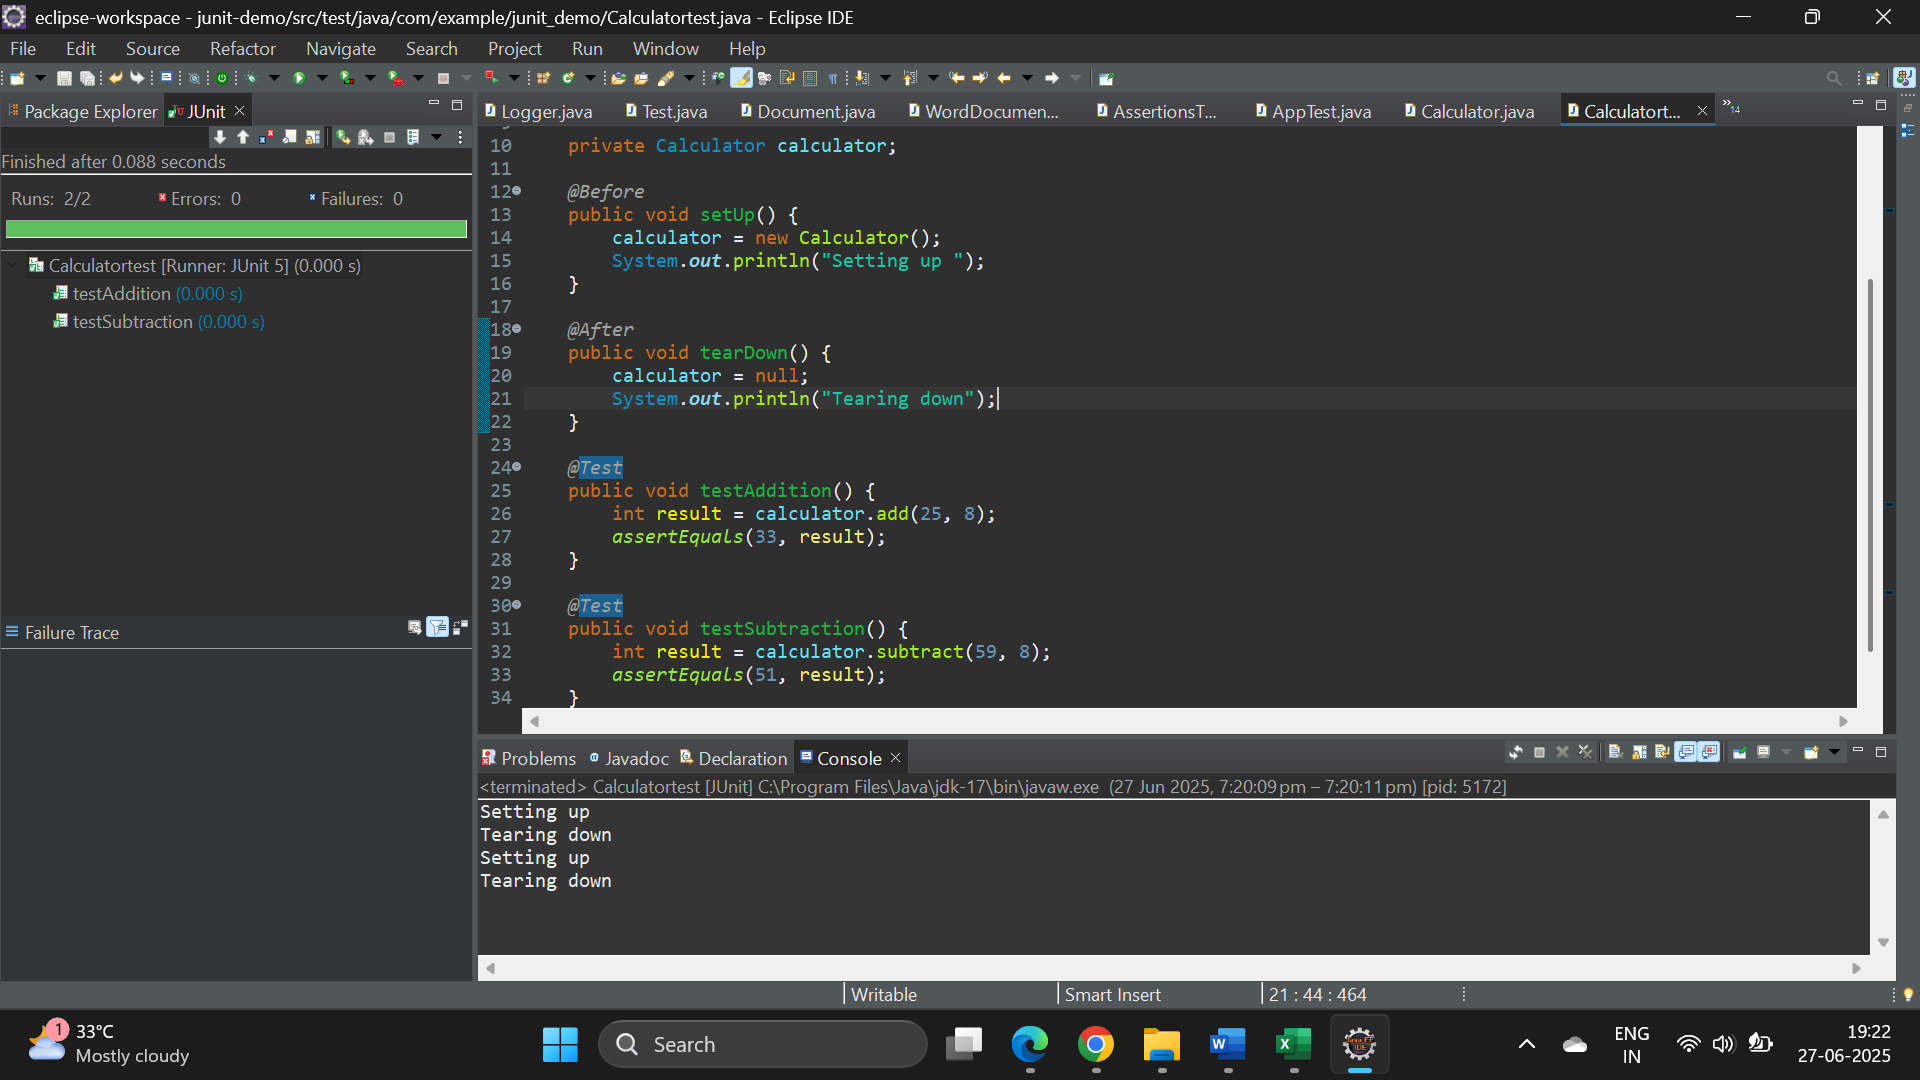 eclipse-workspace - junit-demo/src/test/java/com/example/junit_demo/Calculatortest.java - Eclipse IDE
File Edit Source Refactor Navigate Search Project Run Window Help
Package Explorer JUnit
Finished after 0.088 seconds
Runs: 2/2 Errors: 0 Failures: 0
Calculatortest [Runner: JUnit 5] (0.000 s)
testAddition (0.000 s)
testSubtraction (0.000 s)
Failure Trace
Logger.java Test.java Document.java WordDocumen... AssertionsT... AppTest.java Calculator.java Calculatort... »14
10 private Calculator calculator;
11
12 @Before
13 public void setUp() {
14 calculator = new Calculator();
15 System.out.println("Setting up ");
16 }
17
18 @After
19 public void tearDown() {
20 calculator = null;
21 System.out.println("Tearing down");
22 }
23
24 @Test
25 public void testAddition() {
26 int result = calculator.add(25, 8);
27 assertEquals(33, result);
28 }
29
30 @Test
31 public void testSubtraction() {
32 int result = calculator.subtract(59, 8);
33 assertEquals(51, result);
34 }
Problems Javadoc Declaration Console
<terminated> Calculatortest [JUnit] C:\Program Files\Java\jdk-17\bin\javaw.exe (27 Jun 2025, 7:20:09 pm – 7:20:11 pm) [pid: 5172]
Setting up
Tearing down
Setting up
Tearing down
Writable Smart Insert 21 : 44 : 464
1 33°C
Mostly cloudy
Search
ENG
IN
19:22
27-06-2025